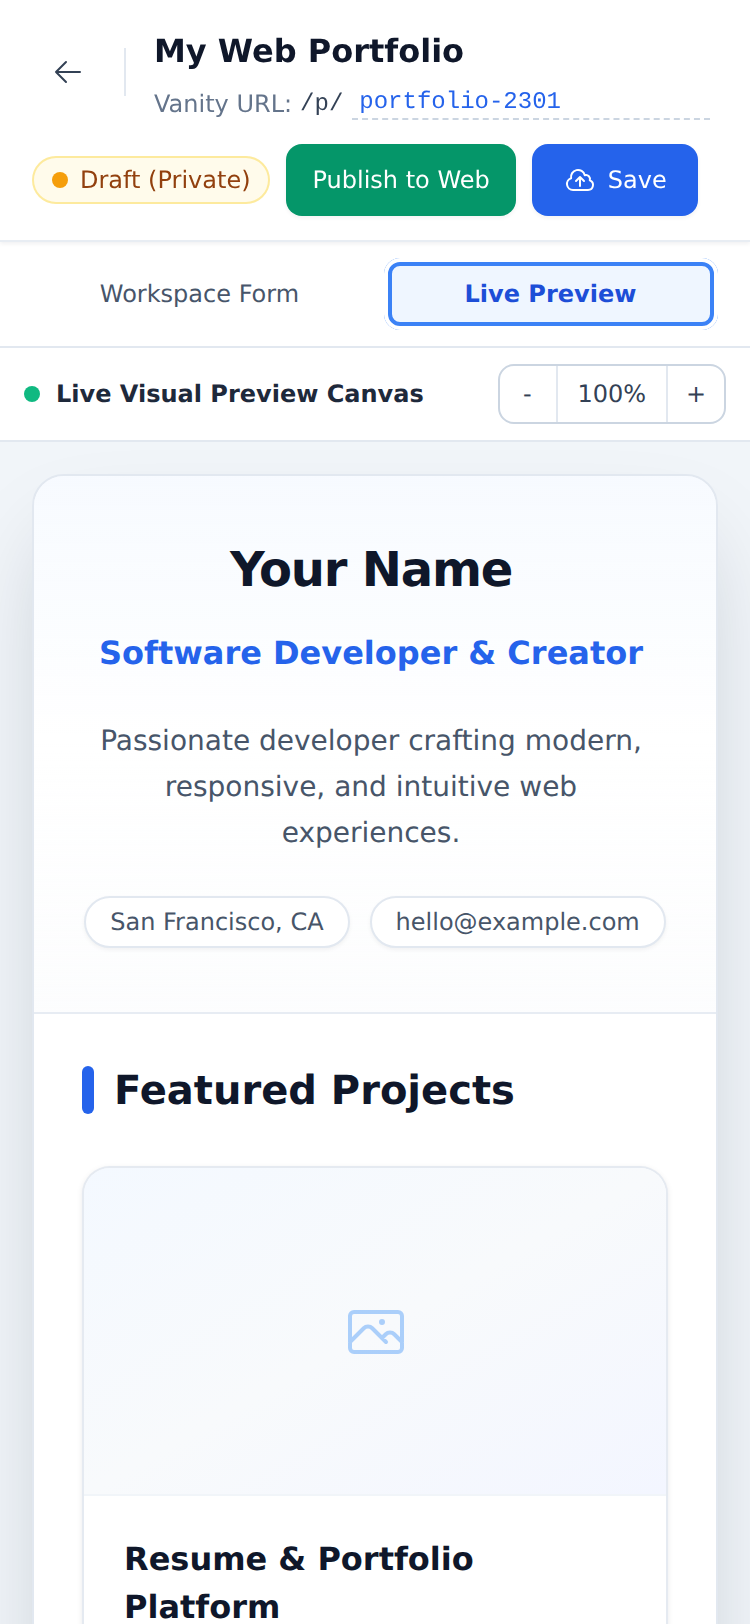 My Web Portfolio
Vanity URL: /p/ portfolio-2301
Draft (Private)
Publish to Web
Save
Workspace Form
Live Preview
Live Visual Preview Canvas
- 100% +
Your Name
Software Developer & Creator
Passionate developer crafting modern,
responsive, and intuitive web
experiences.
San Francisco, CA
hello@example.com
Featured Projects
Resume & Portfolio
Platform